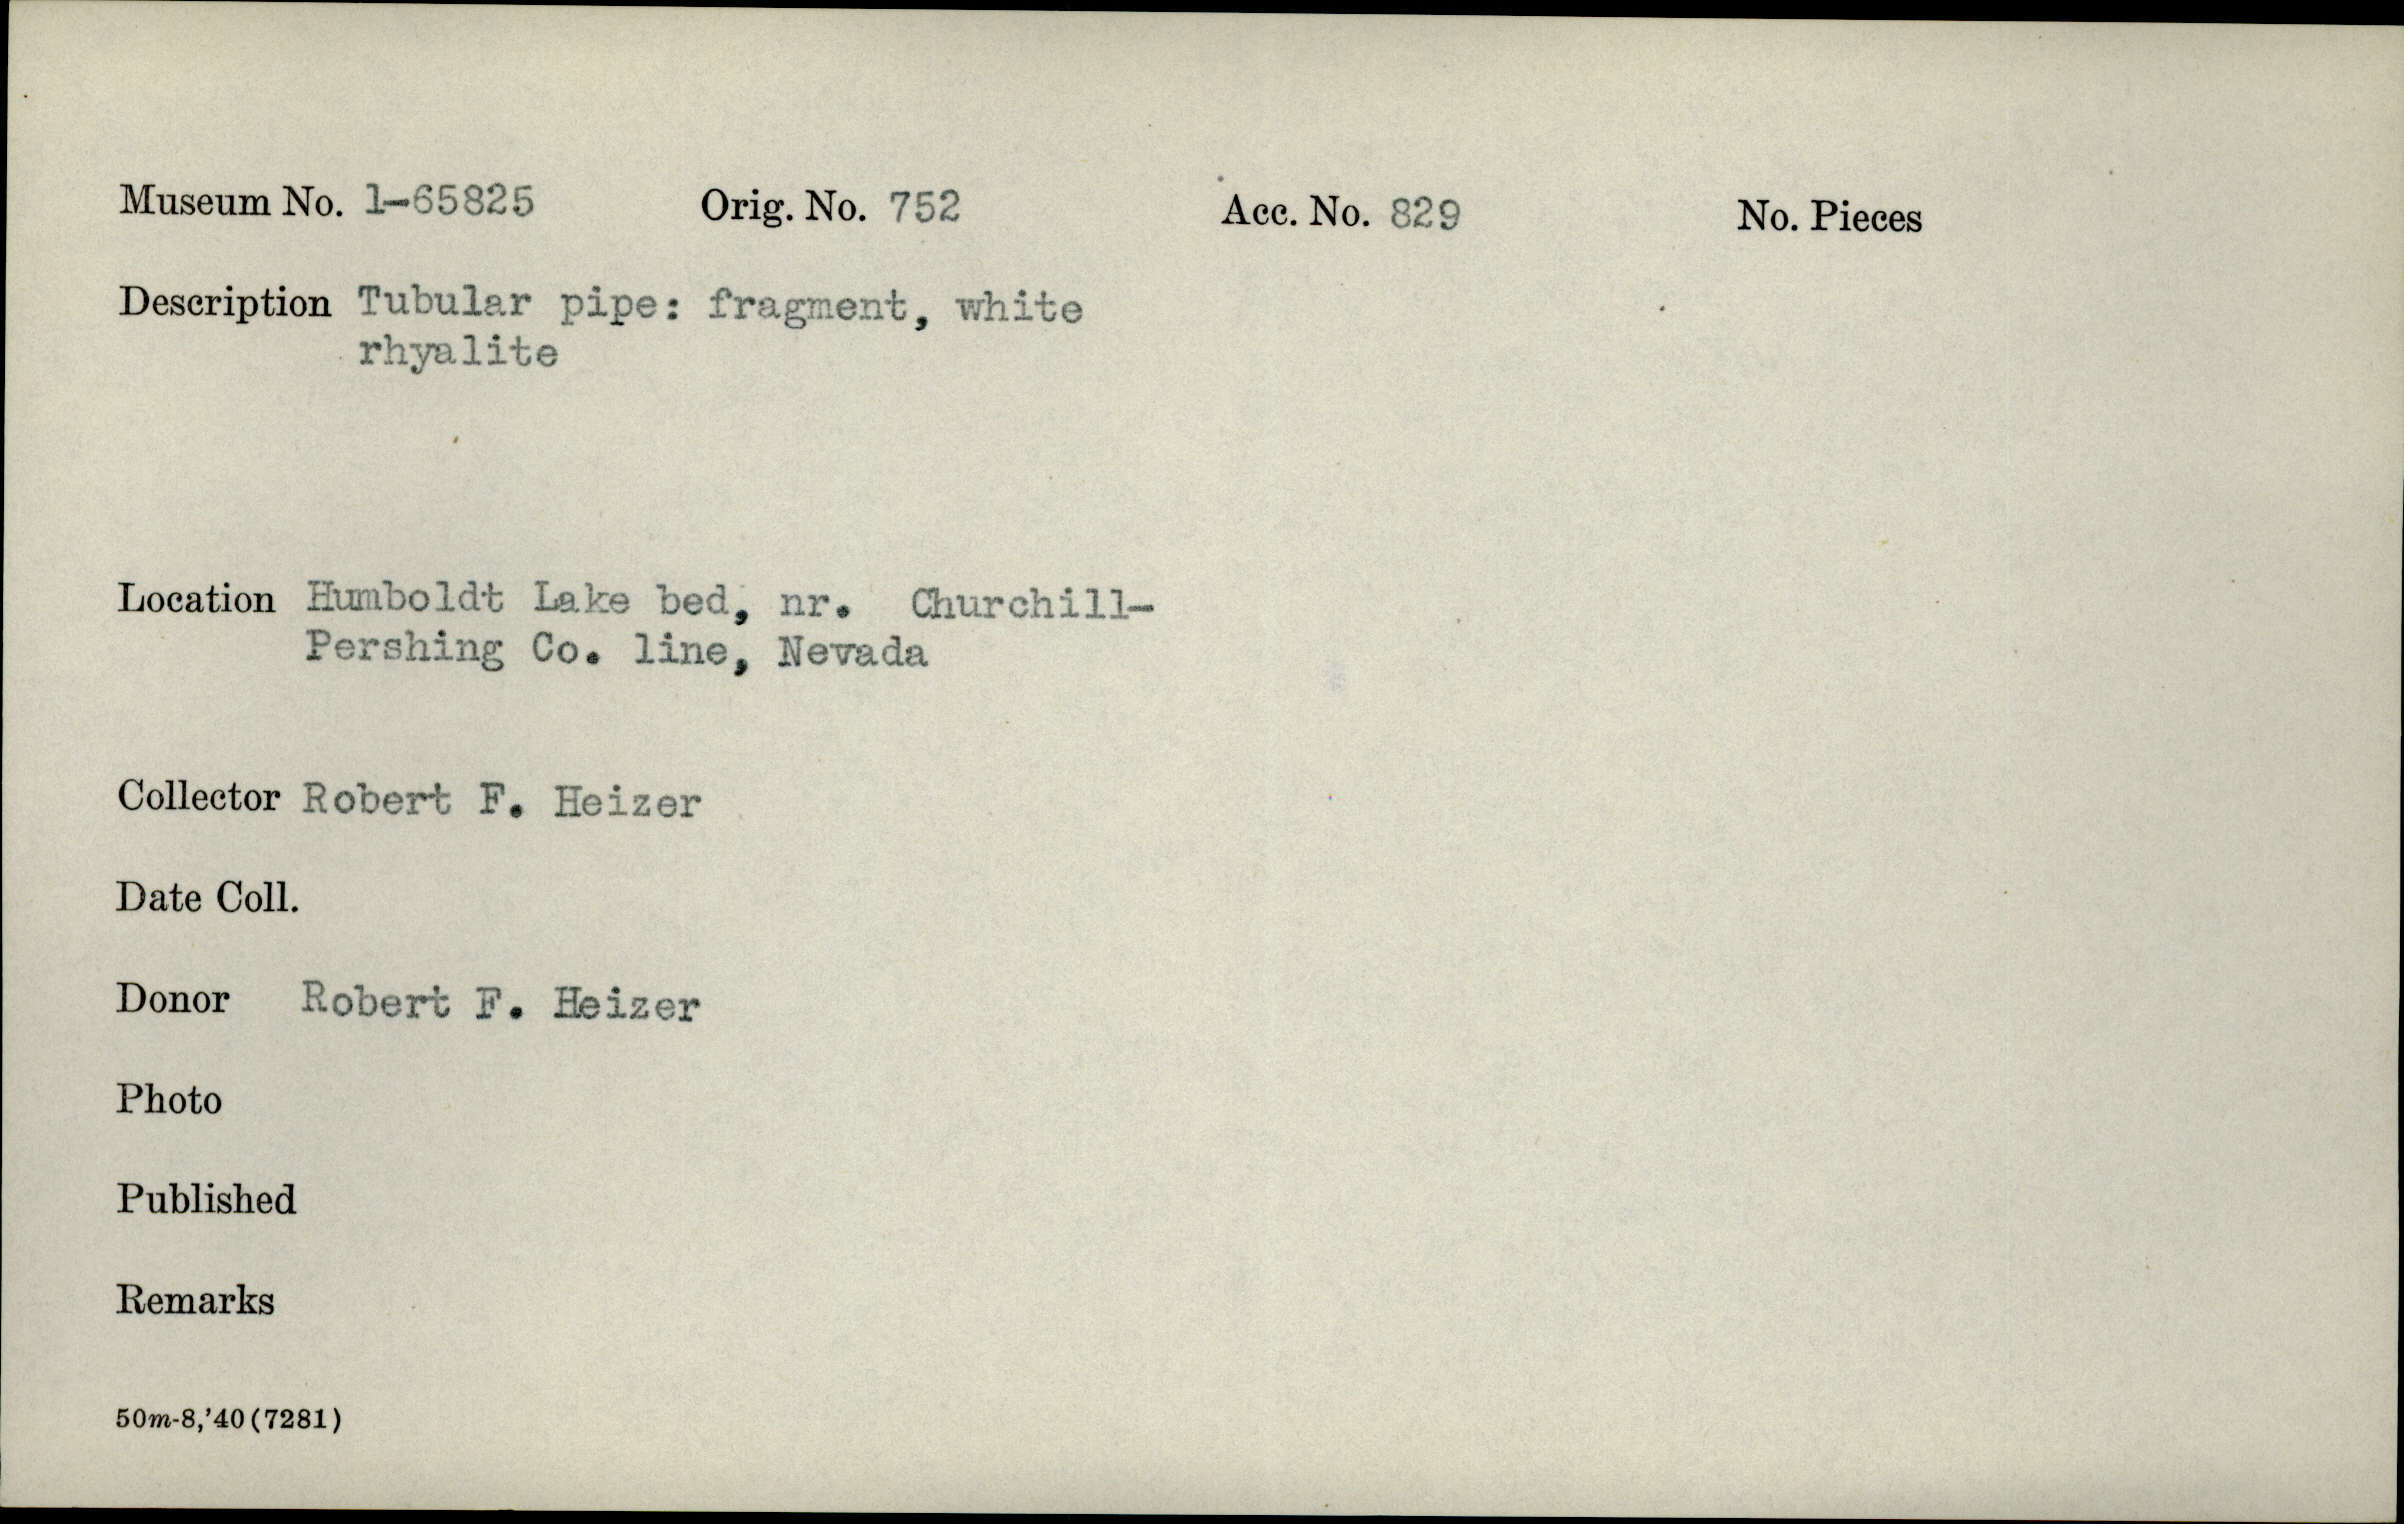 Museum No. 1-65825 Orig. No. 752 Acc. No. 829 No. Pieces
Description Tubular pipe: fragment, white
rhyalite
Location Humboldt Lake bed, nr. Churchill-
Pershing Co. line, Nevada
Collector Robert F. Heizer
Date Coll.
Donor Robert F. Heizer
Photo
Published
Remarks
50m-8,'40(7281)